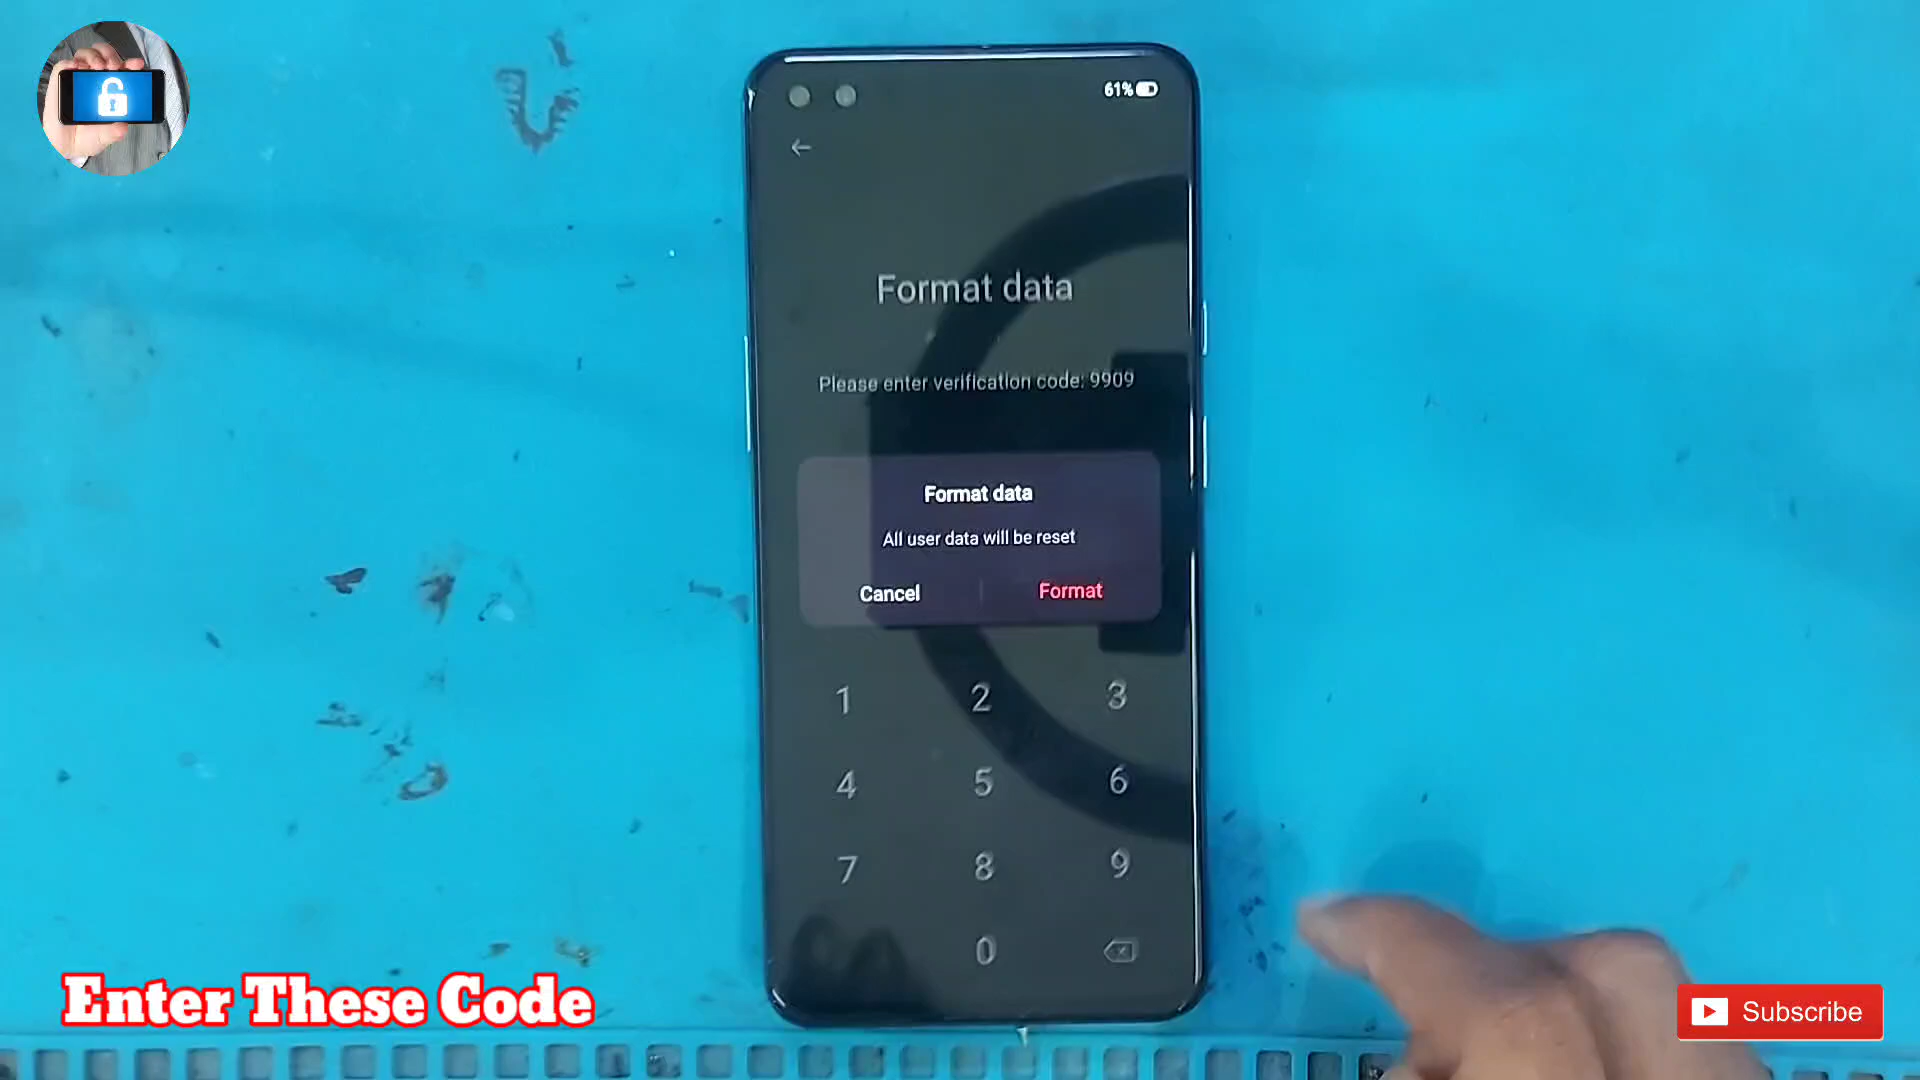 61%
Format data
Please enter verification code: 9909
Format data
All user data will be reset
Cancel
Format
1 2 3
4 5 6
7 8 9
0
Enter These Code
Subscribe